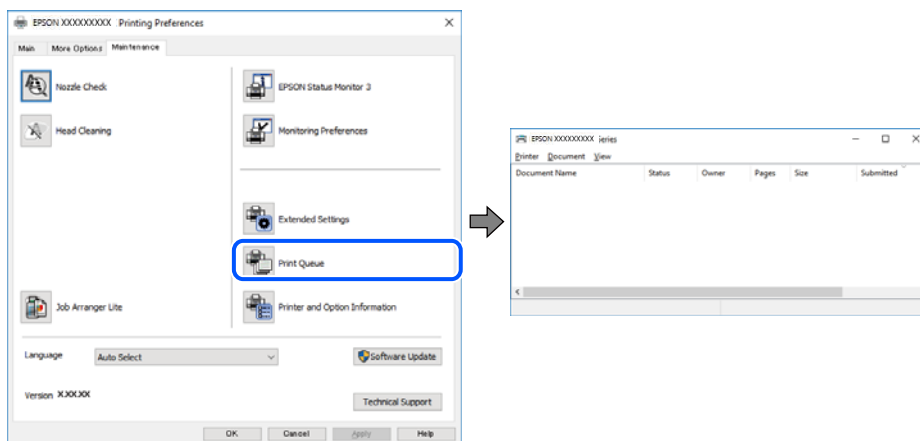 EPSON XXXXXXXXX Printing Preferences
Main More Options Maintenance
Nozzle Check
EPSON Status Monitor 3
Head Cleaning
Monitoring Preferences
Extended Settings
Print Queue
Job Arranger Lite
Printer and Option Information
Language Auto Select Software Update
Version X.XX.XX
Technical Support
OK Cancel Apply Help
EPSON XXXXXXXXX ieries
Printer Document View
Document Name Status Owner Pages Size Submitted